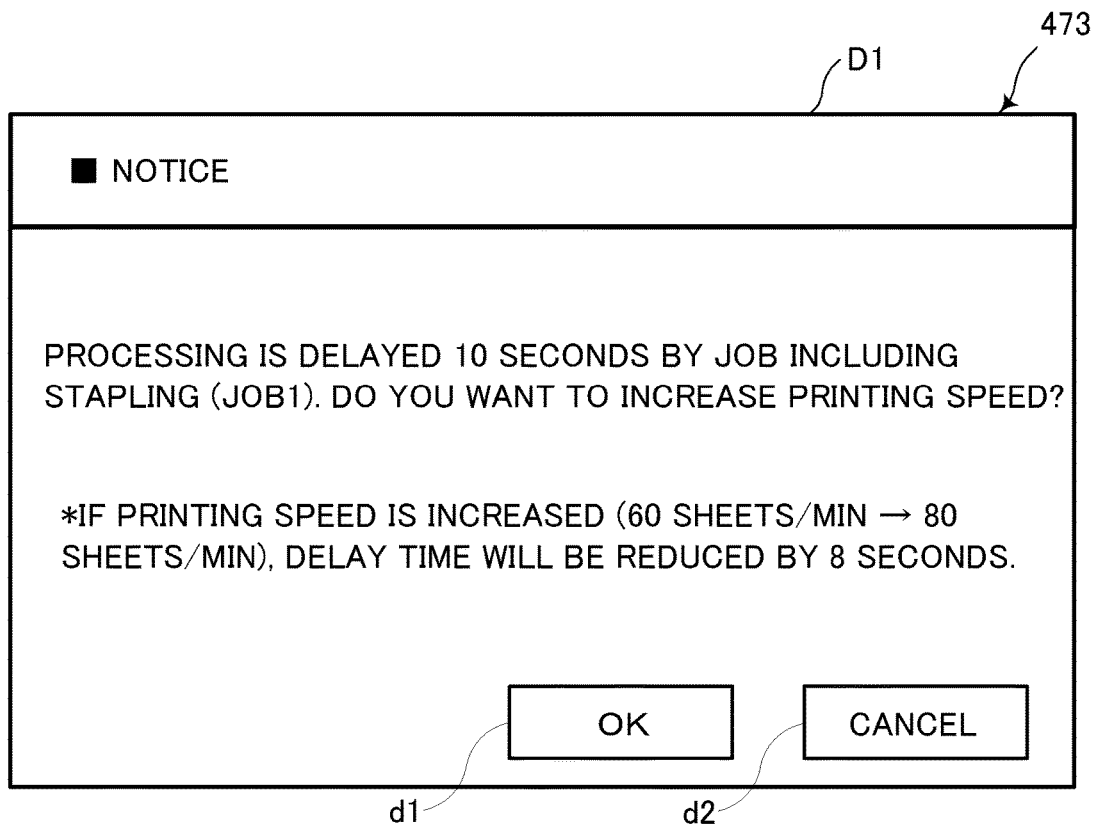 473
D1
■ NOTICE
PROCESSING IS DELAYED 10 SECONDS BY JOB INCLUDING
STAPLING (JOB1). DO YOU WANT TO INCREASE PRINTING SPEED?
*IF PRINTING SPEED IS INCREASED (60 SHEETS/MIN → 80
SHEETS/MIN), DELAY TIME WILL BE REDUCED BY 8 SECONDS.
OK
CANCEL
d1
d2